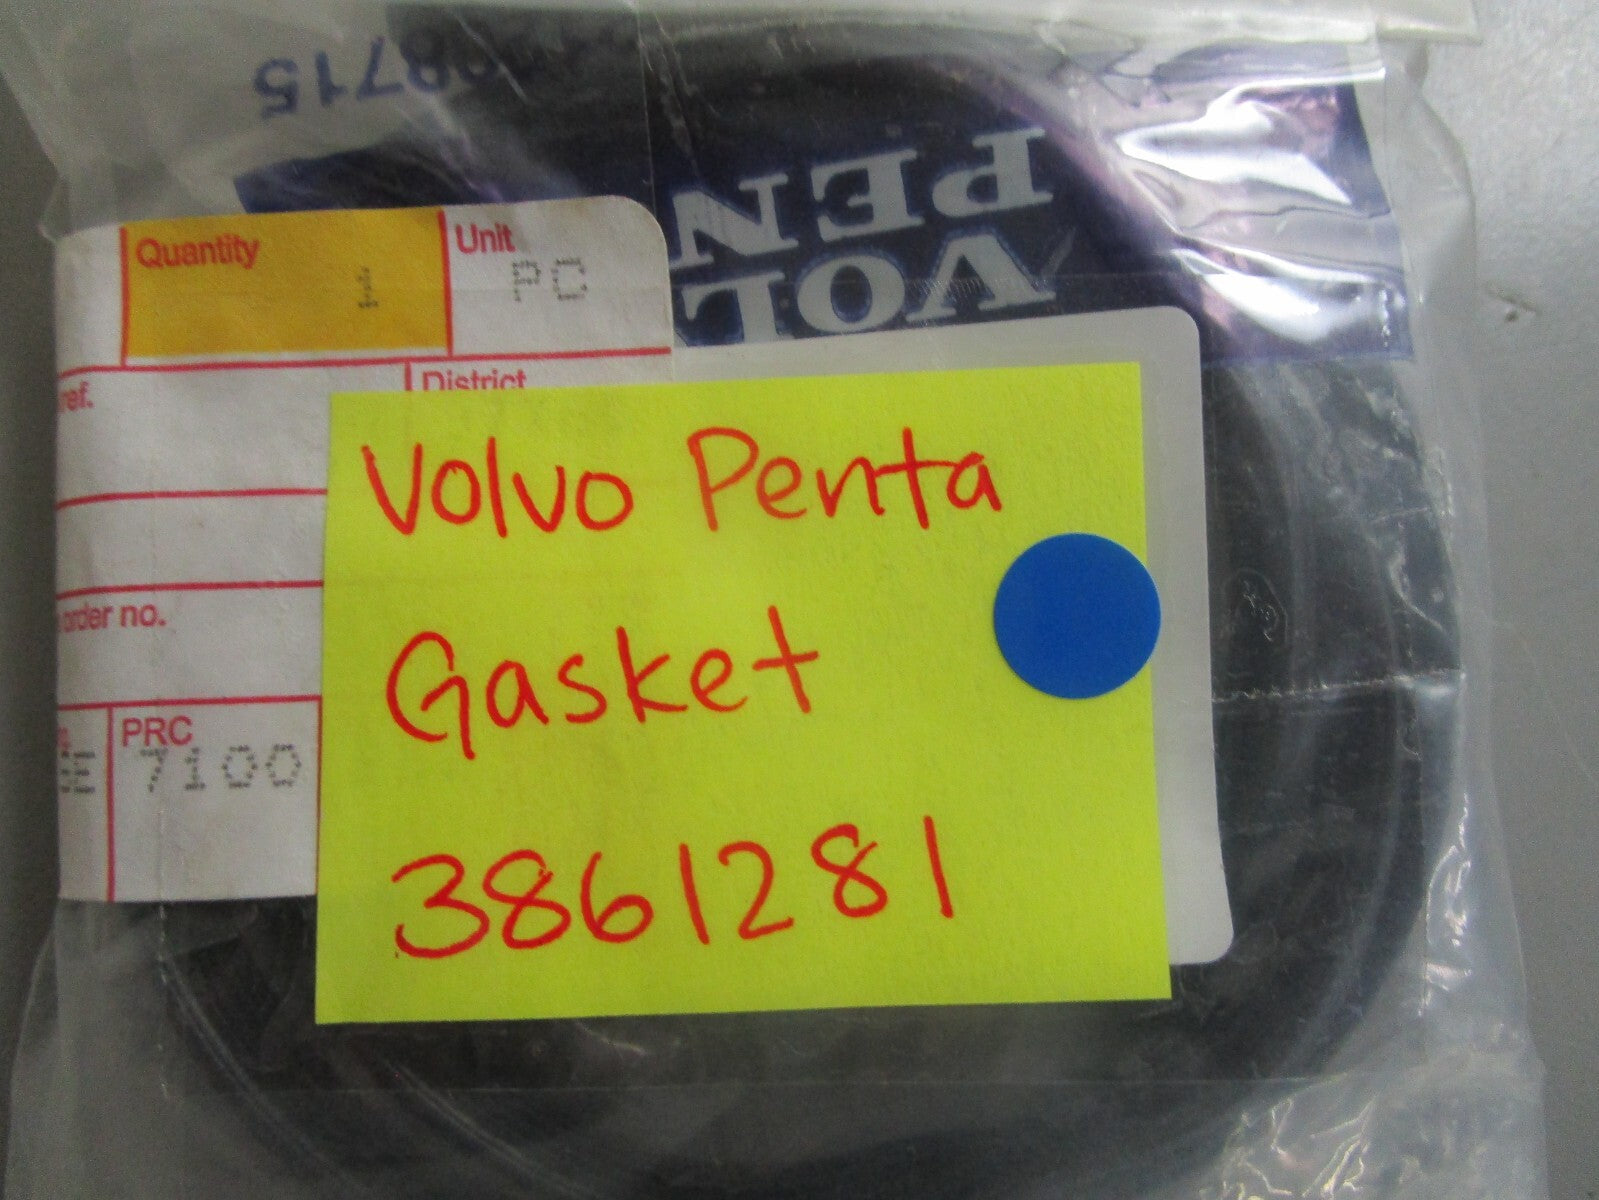 08715
VOL
PEN
Quantity
1
Unit
PC
ref.
District
order no.
PRC
7100
Volvo Penta
Gasket
3861281